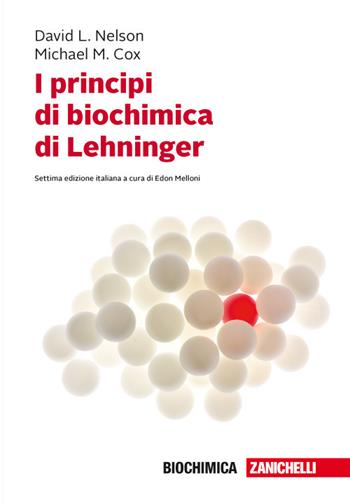 David L. Nelson
Michael M. Cox
I principi
di biochimica
di Lehninger
Settima edizione italiana a cura di Edon Melloni
BIOCHIMICA ZANICHELLI